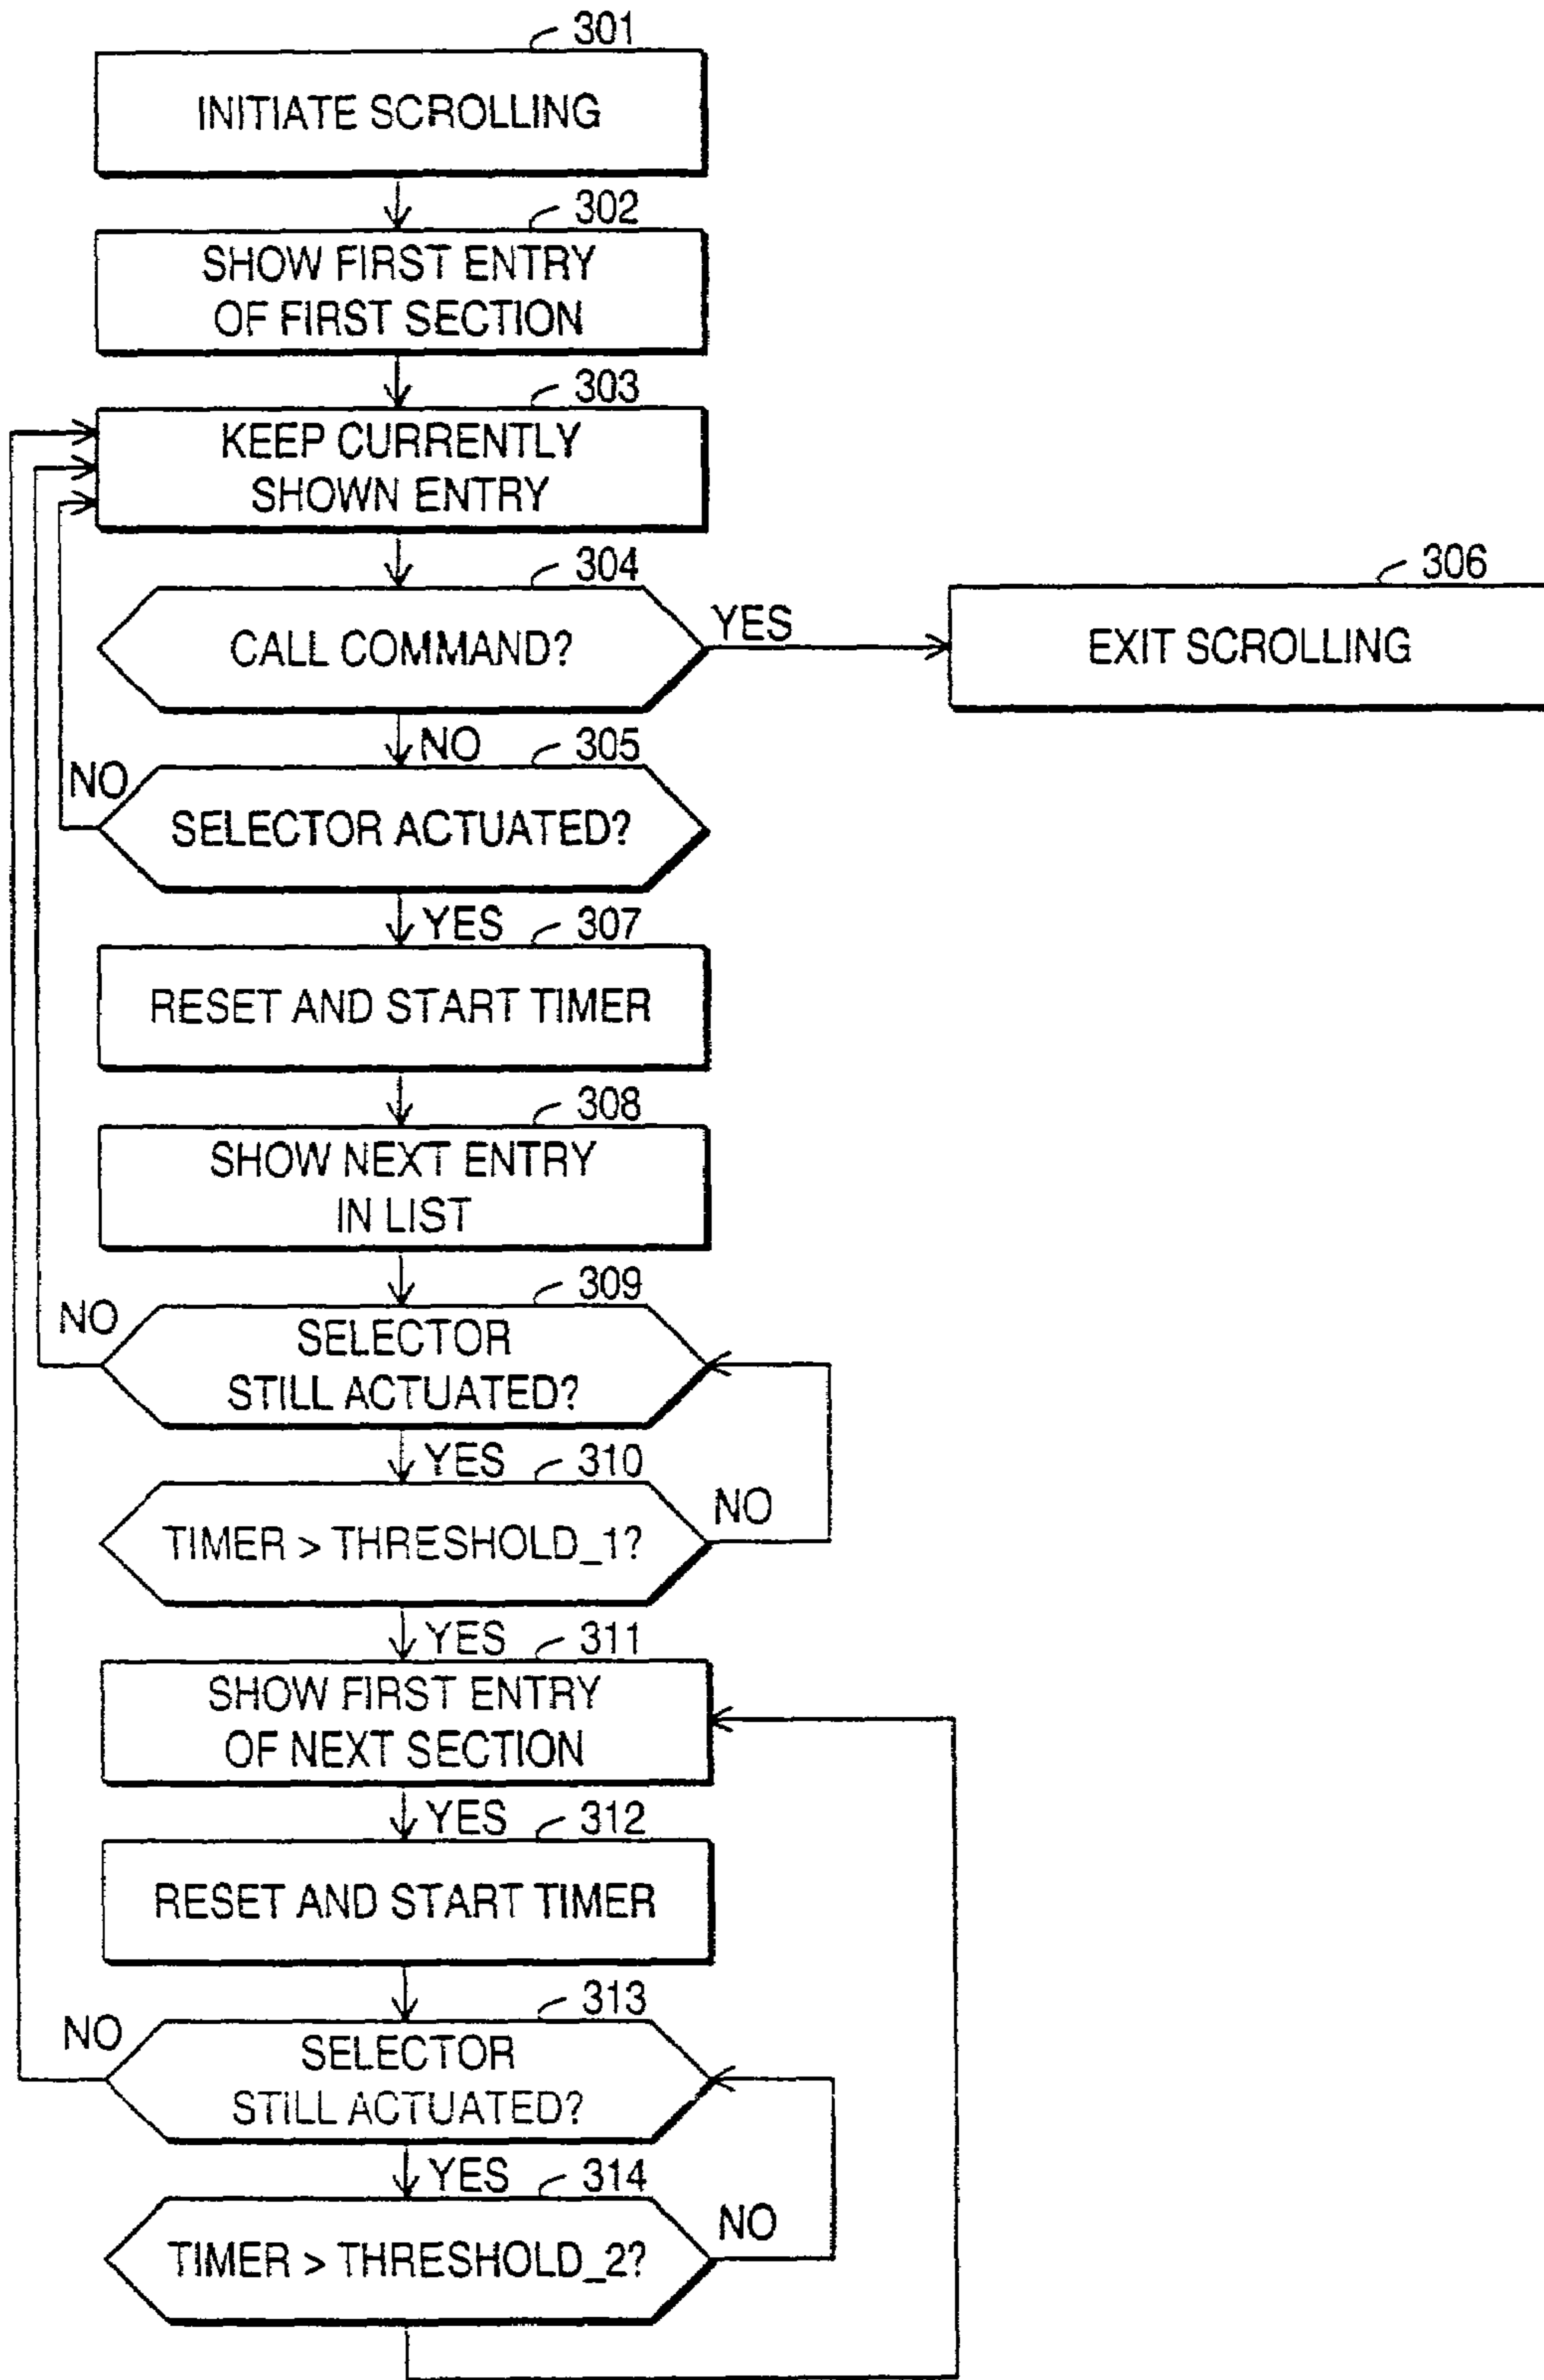 301
INITIATE SCROLLING
302
SHOW FIRST ENTRY
OF FIRST SECTION
303
KEEP CURRENTLY
SHOWN ENTRY
304
CALL COMMAND?
YES
306
EXIT SCROLLING
NO
305
NO
SELECTOR ACTUATED?
YES
307
RESET AND START TIMER
308
SHOW NEXT ENTRY
IN LIST
309
NO
SELECTOR
STILL ACTUATED?
YES
310
NO
TIMER > THRESHOLD_1?
YES
311
SHOW FIRST ENTRY
OF NEXT SECTION
YES
312
RESET AND START TIMER
313
NO
SELECTOR
STILL ACTUATED?
YES
314
NO
TIMER > THRESHOLD_2?